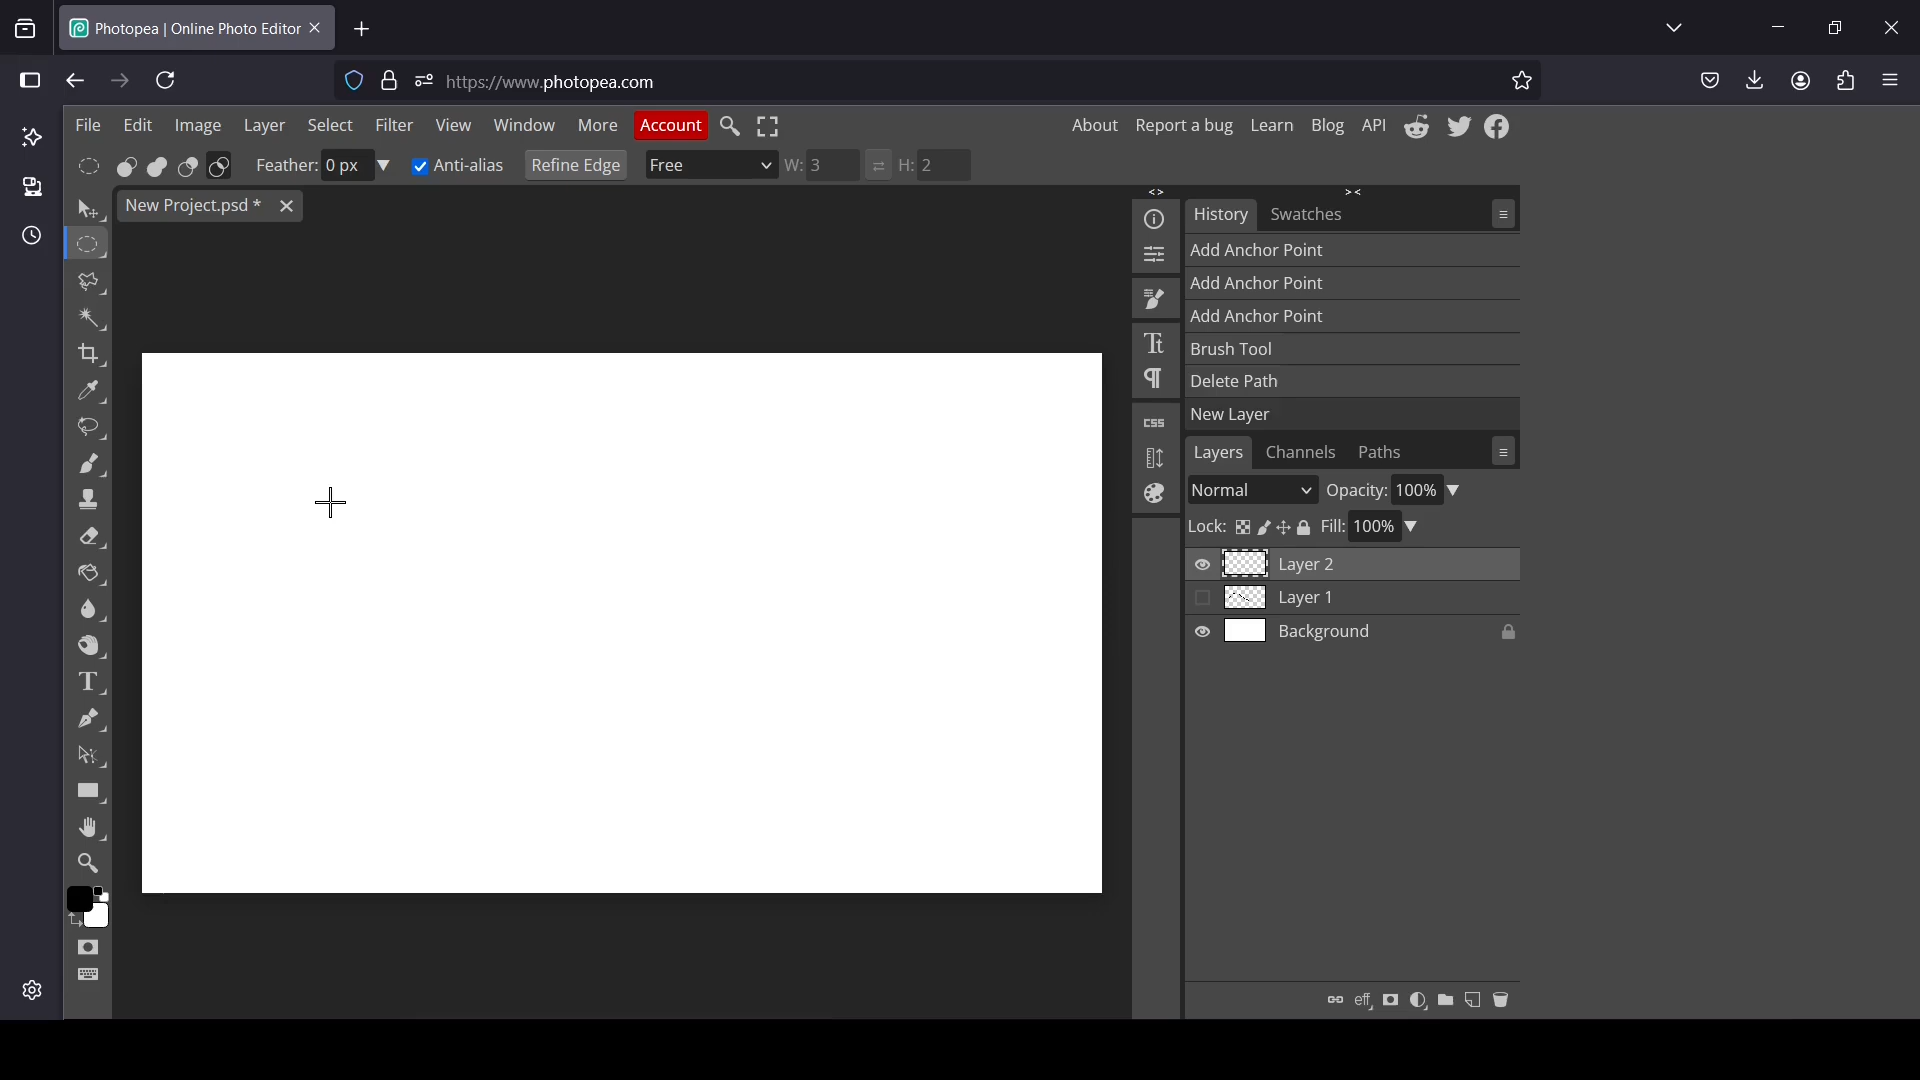 Photopea | Online Photo Editor
https://www.photopea.com
File Edit Image Layer Select Filter View Window More Account About Report a bug Learn Blog API
Feather: 0 px Anti-alias Refine Edge Free W: 3 H: 2
New Project.psd *
History Swatches
Add Anchor Point
Add Anchor Point
Add Anchor Point
Brush Tool
Delete Path
New Layer
CSS
Layers Channels Paths
Normal Opacity: 100%
Lock: Fill: 100%
Layer 2
Layer 1
Background
eff